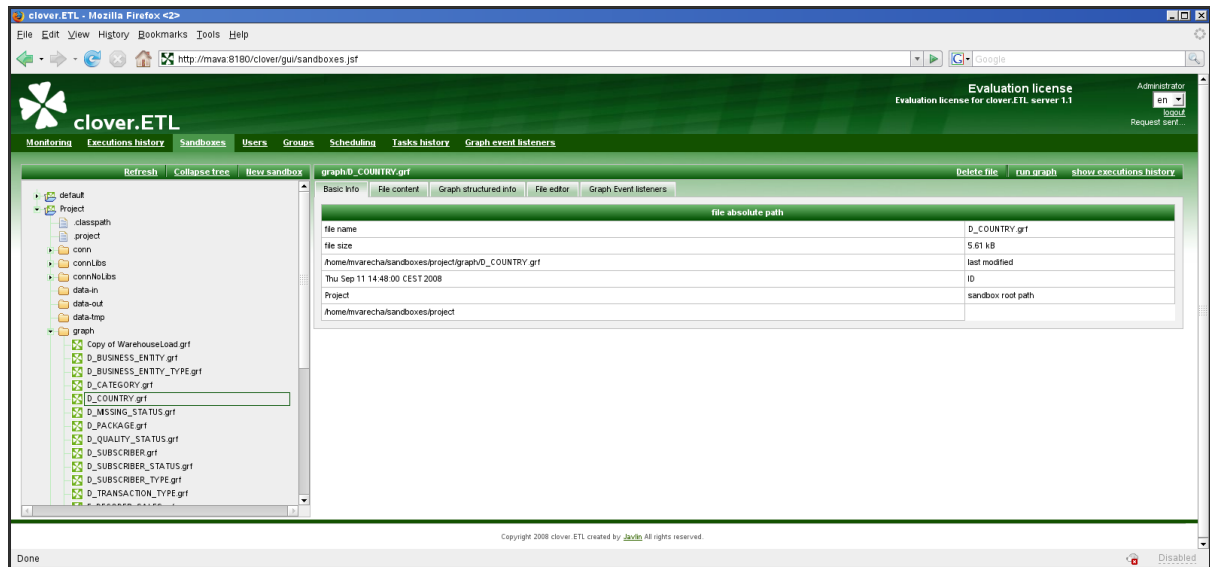 clover.ETL - Mozilla Firefox <2>
File Edit View History Bookmarks Tools Help
http://mava:8180/clover/gui/sandboxes.jsf
Google
Evaluation license
Evaluation license for clover.ETL server 1.1
Administrator
en
logout
Request sent...
clover.ETL
Monitoring Executions history Sandboxes Users Groups Scheduling Tasks history Graph event listeners
Refresh Collapse tree New sandbox
graph/D_COUNTRY.grf
Delete file run graph show executions history
default
Project
.classpath
.project
conn
connLibs
connNoLibs
data-in
data-out
data-tmp
graph
Copy of WarehouseLoad.grf
D_BUSINESS_ENTITY.grf
D_BUSINESS_ENTITY_TYPE.grf
D_CATEGORY.grf
D_COUNTRY.grf
D_MISSING_STATUS.grf
D_PACKAGE.grf
D_QUALITY_STATUS.grf
D_SUBSCRIBER.grf
D_SUBSCRIBER_STATUS.grf
D_SUBSCRIBER_TYPE.grf
D_TRANSACTION_TYPE.grf
Basic Info File content Graph structured info File editor Graph Event listeners
file absolute path
file name D_COUNTRY.grf
file size 5.61 kB
/home/mvarecha/sandboxes/project/graph/D_COUNTRY.grf last modified
Thu Sep 11 14:48:00 CEST 2008 ID
Project sandbox root path
/home/mvarecha/sandboxes/project
Copyright 2008 clover.ETL created by Javlin All rights reserved.
Done
Disabled